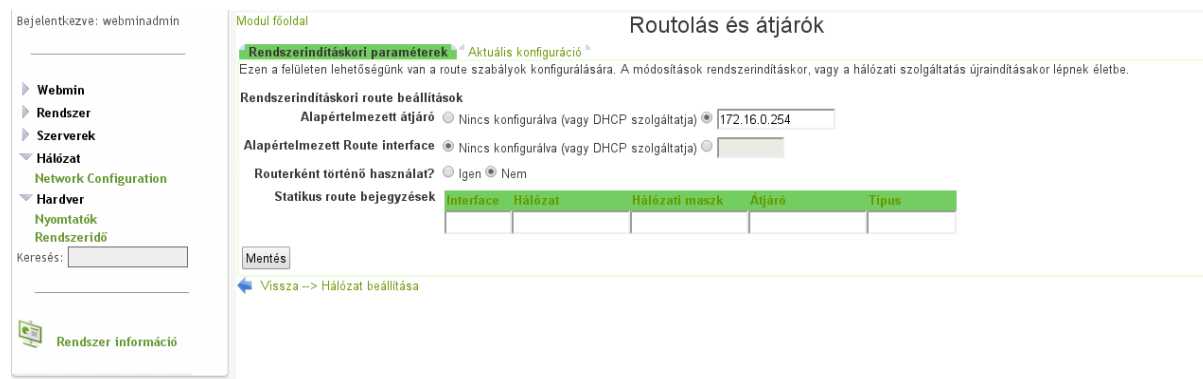 Bejelentkezve: webminadmin
Webmin
Rendszer
Szerverek
Hálózat
Network Configuration
Hardver
Nyomtatók
Rendszeridő
Keresés:
Rendszer információ
Modul főoldal
Routolás és átjárók
Rendszerindításkori paraméterek Aktuális konfiguráció
Ezen a felületen lehetőségünk van a route szabályok konfigurálására. A módosítások rendszerindításkor, vagy a hálózati szolgáltatás újraindításakor lépnek életbe.
Rendszerindításkori route beállítások
Alapértelmezett átjáró Nincs konfigurálva (vagy DHCP szolgáltatja) 172.16.0.254
Alapértelmezett Route interface Nincs konfigurálva (vagy DHCP szolgáltatja)
Routerként történő használat? Igen Nem
Statikus route bejegyzések Interface Hálózat Hálózati maszk Átjáró Típus
Mentés
Vissza --> Hálózat beállítása